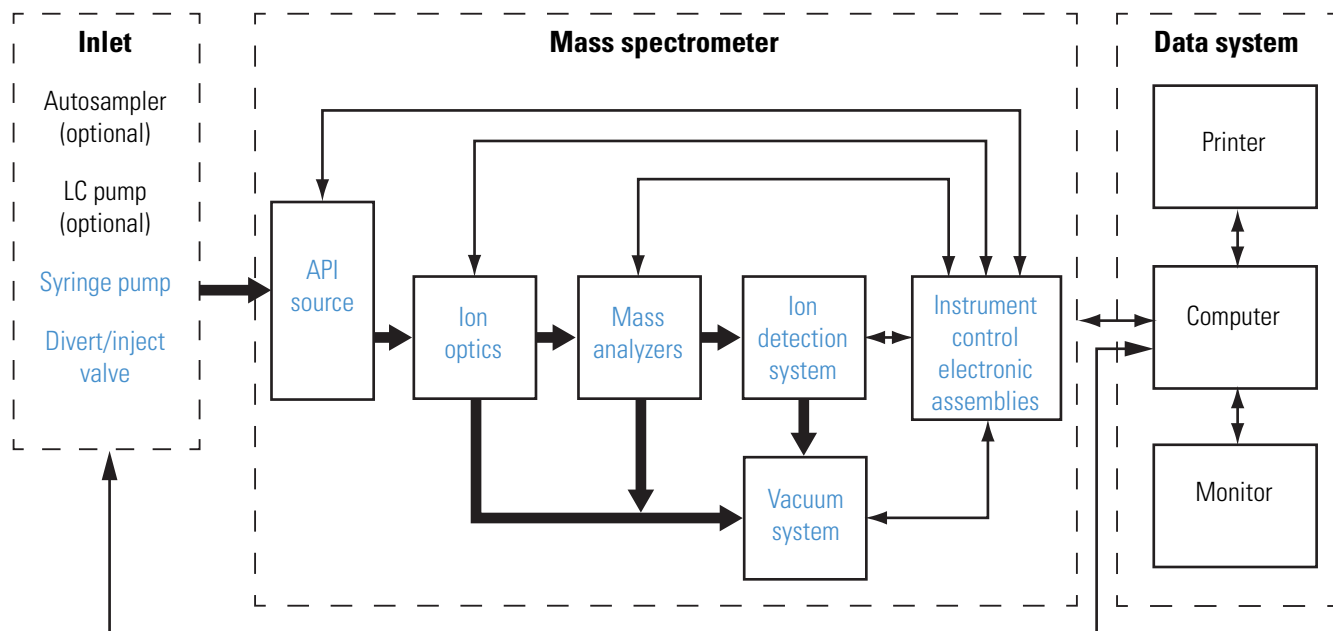 Inlet
Autosampler
(optional)
LC pump
(optional)
Syringe pump
Divert/inject
valve
Mass spectrometer
API
source
Ion
optics
Mass
analyzers
Ion
detection
system
Instrument
control
electronic
assemblies
Vacuum
system
Data system
Printer
Computer
Monitor